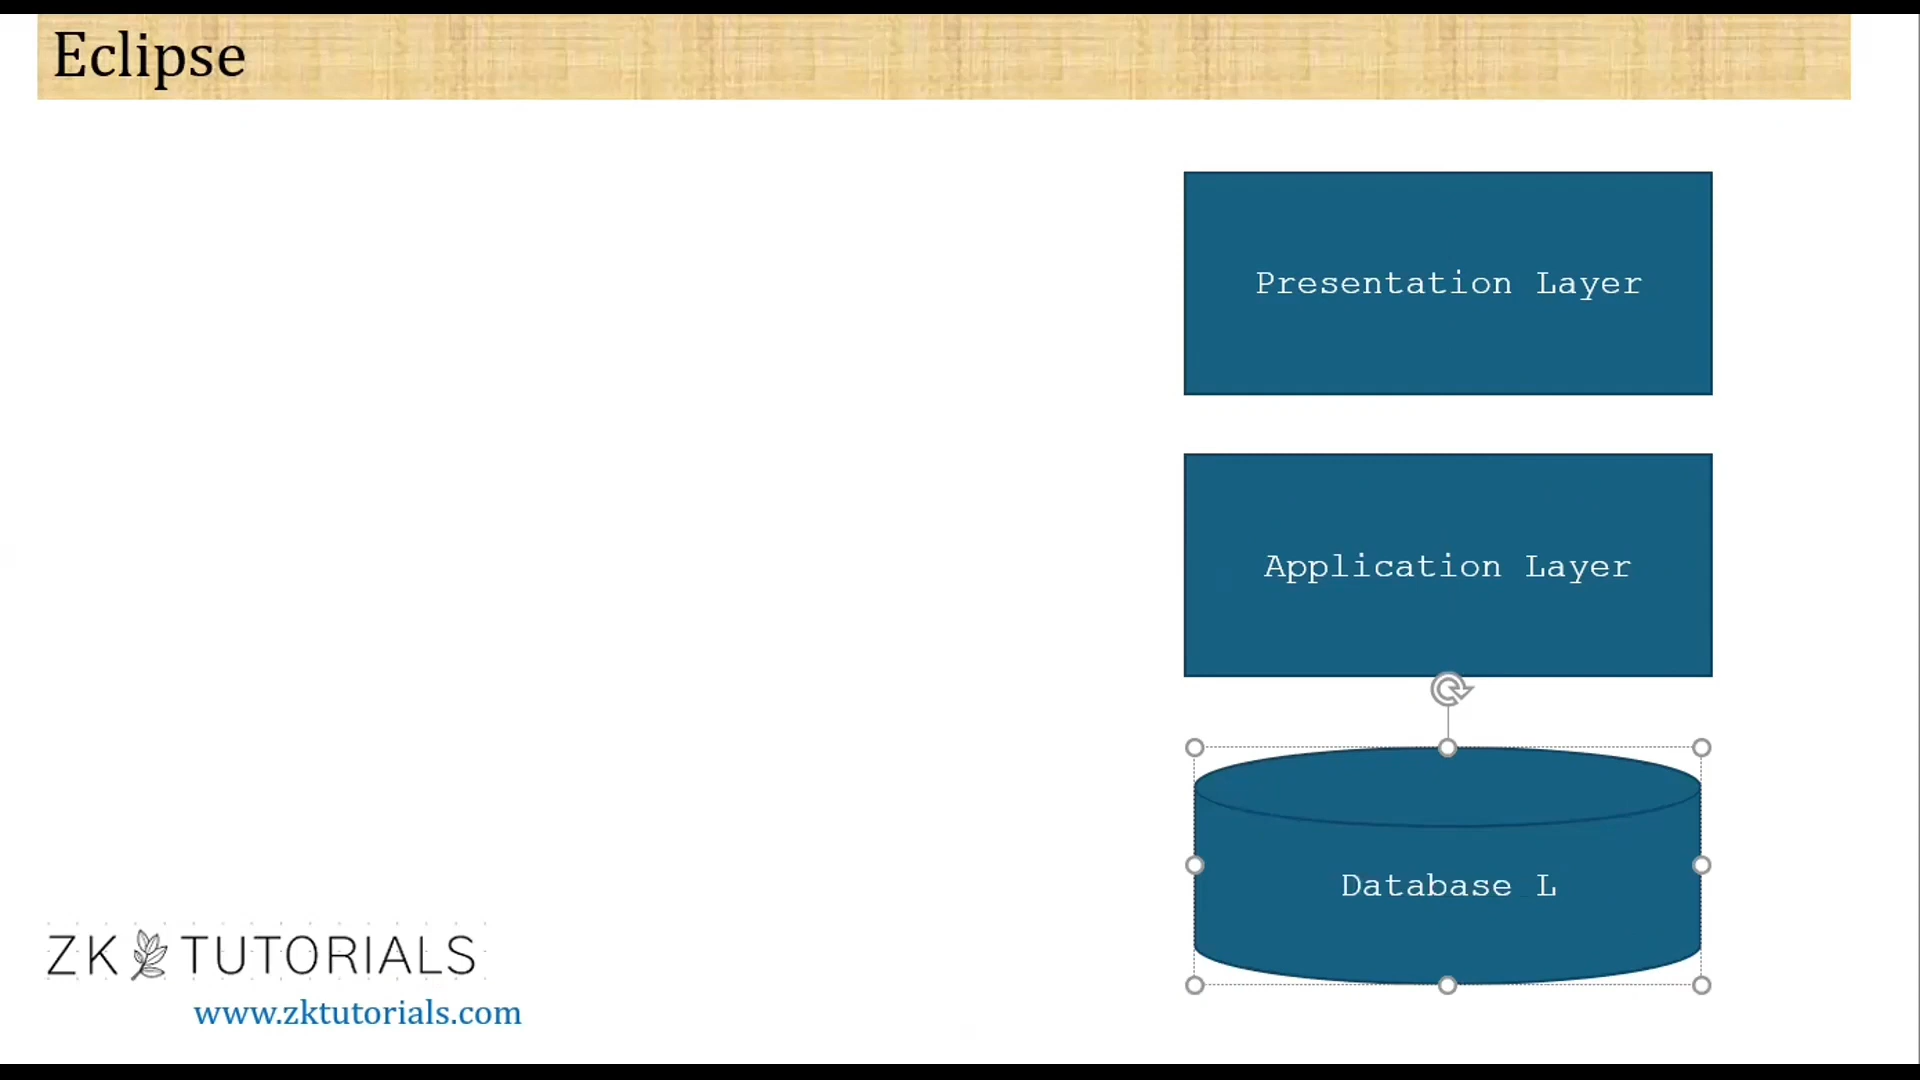 Eclipse
Presentation Layer
Application Layer
Database L
ZK TUTORIALS
www.zktutorials.com